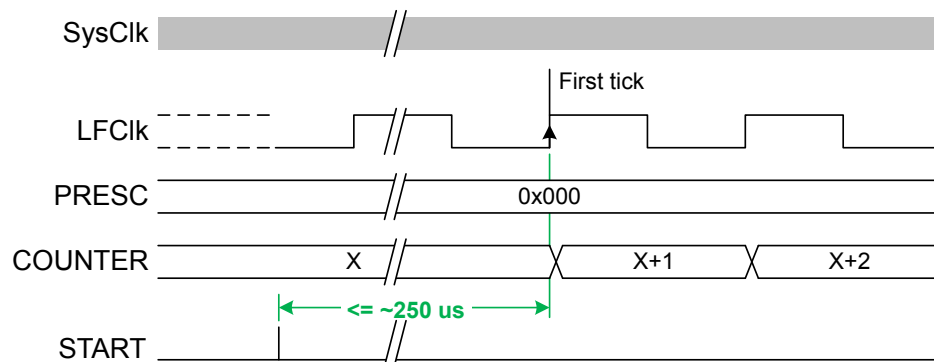 SysClk
First tick
LFClk
PRESC
0x000
COUNTER
X
X+1
X+2
<= ~250 us
START